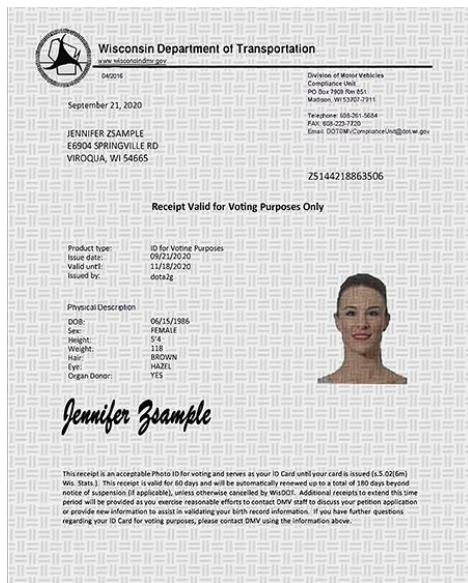 Wisconsin Department of Transportation
www.wisconsindmv.gov
04/2016
Division of Motor Vehicles
Compliance Unit
PO Box 7909 Rm 851
Madison, WI 53707-7911
Telephone: 608-261-5684
FAX: 608-223-7720
Email: DOTDMVComplianceUnit@dot.wi.gov
September 21, 2020
JENNIFER ZSAMPLE
E6904 SPRINGVILLE RD
VIROQUA, WI 54665
Z5144218863506
Receipt Valid for Voting Purposes Only
Product type: ID for Voting Purposes
Issue date: 09/21/2020
Valid until: 11/18/2020
Issued by: dota2g
Physical Description
DOB: 06/15/1986
Sex: FEMALE
Height: 5'4
Weight: 118
Hair: BROWN
Eye: HAZEL
Organ Donor: YES
Jennifer Zsample
This receipt is an acceptable Photo ID for voting and serves as your ID Card until your card is issued (s.5.02(6m)
Wis. Stats.). This receipt is valid for 60 days and will be automatically renewed up to a total of 180 days beyond
notice of suspension (if applicable), unless otherwise cancelled by WisDOT. Additional receipts to extend this time
period will be provided as you exercise reasonable efforts to contact DMV staff to discuss your petition application
or provide new information to assist in validating your birth record information. If you have further questions
regarding your ID Card for voting purposes, please contact DMV using the information above.